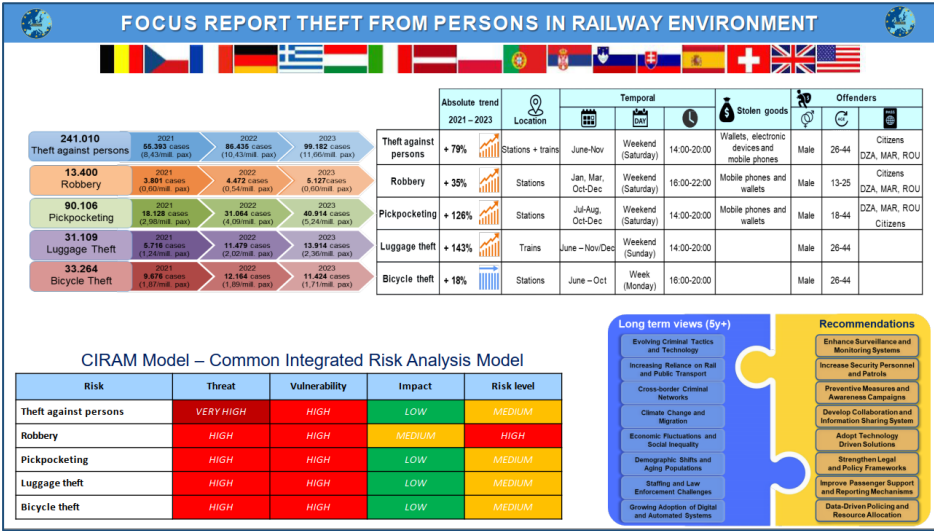 FOCUS REPORT THEFT FROM PERSONS IN RAILWAY ENVIRONMENT
241.010
Theft against persons
2021
55.393 cases
(8,43/mill. pax)
2022
86.435 cases
(10,43/mill. pax)
2023
99.182 cases
(11,66/mill. pax)
13.400
Robbery
3.801 cases
(0,60/mill. pax)
2022
4.472 cases
(0,54/mill. pax)
2023
5.127cases
(0,60/mill. pax)
90.106
Pickpocketing
2021
18.128 cases
(2,98/mill. pax)
2022
31.064 cases
(4,09/mill. pax)
2023
40.914 cases
(5,24/mill. pax)
31.109
Luggage Theft
2021
5.716 cases
(1,24/mill. pax)
2022
11.479 cases
(2,02/mill. pax)
2023
13.914 cases
(2,36/mill. pax)
33.264
Bicycle Theft
2021
9.676 cases
(1,87/mill. pax)
2022
12.164 cases
(1,89/mill. pax)
2023
11.424 cases
(1,71/mill. pax)
Absolute trend
2021 – 2023
Location
Temporal
DAY
Stolen goods
Offenders
AGE
Theft against
persons
+ 79%
Stations + trains
June-Nov
Weekend
(Saturday)
14:00-20:00
Wallets, electronic
devices and
mobile phones
Male
26-44
Citizens
DZA, MAR, ROU
Robbery
+ 35%
Stations
Jan, Mar,
Oct-Dec
Weekend
(Saturday)
16:00-22:00
Mobile phones and
wallets
Male
13-25
Citizens
DZA, MAR, ROU
Pickpocketing
+ 126%
Stations
Jul-Aug,
Oct-Dec
Weekend
(Saturday)
14:00-20:00
Mobile phones and
wallets
Male
18-44
DZA, MAR, ROU
Citizens
Luggage theft
+ 143%
Trains
June – Nov/Dec
Weekend
(Sunday)
14:00-20:00
Male
26-44
Bicycle theft
+ 18%
Stations
June – Oct
Week
(Monday)
16:00-20:00
Male
26-44
CIRAM Model – Common Integrated Risk Analysis Model
Risk Threat Vulnerability Impact Risk level
Theft against persons VERY HIGH HIGH LOW MEDIUM
Robbery HIGH HIGH MEDIUM HIGH
Pickpocketing HIGH HIGH LOW MEDIUM
Luggage theft HIGH HIGH LOW MEDIUM
Bicycle theft HIGH HIGH LOW MEDIUM
Long term views (5y+)
Evolving Criminal Tactics
and Technology
Increasing Reliance on Rail
and Public Transport
Cross-border Criminal
Networks
Climate Change and
Migration
Economic Fluctuations and
Social Inequality
Demographic Shifts and
Aging Populations
Staffing and Law
Enforcement Challenges
Growing Adoption of Digital
and Automated Systems
Recommendations
Enhance Surveillance and
Monitoring Systems
Increase Security Personnel
and Patrols
Preventive Measures and
Awareness Campaigns
Develop Collaboration and
Information Sharing System
Adopt Technology
Driven Solutions
Strengthen Legal
and Policy Frameworks
Improve Passenger Support
and Reporting Mechanisms
Data-Driven Policing and
Resource Allocation